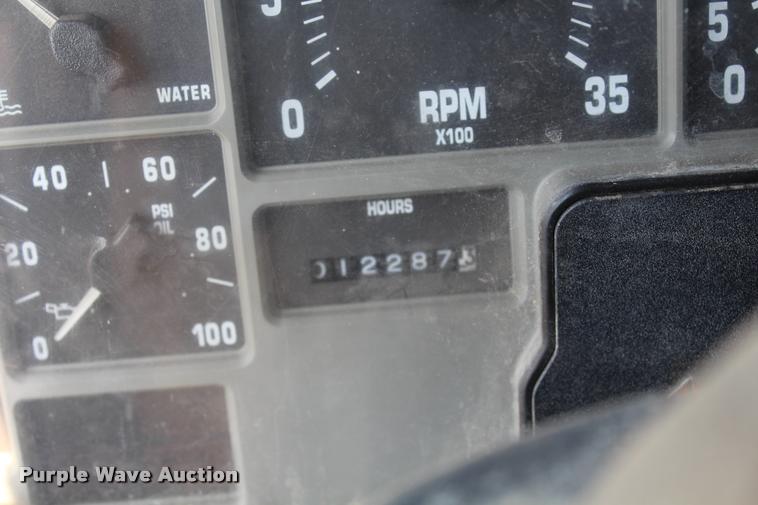 WATER
5
0
RPM
X100
35
5
0
40
60
PSI
OIL
20
80
0
100
HOURS
012287
Purple Wave Auction